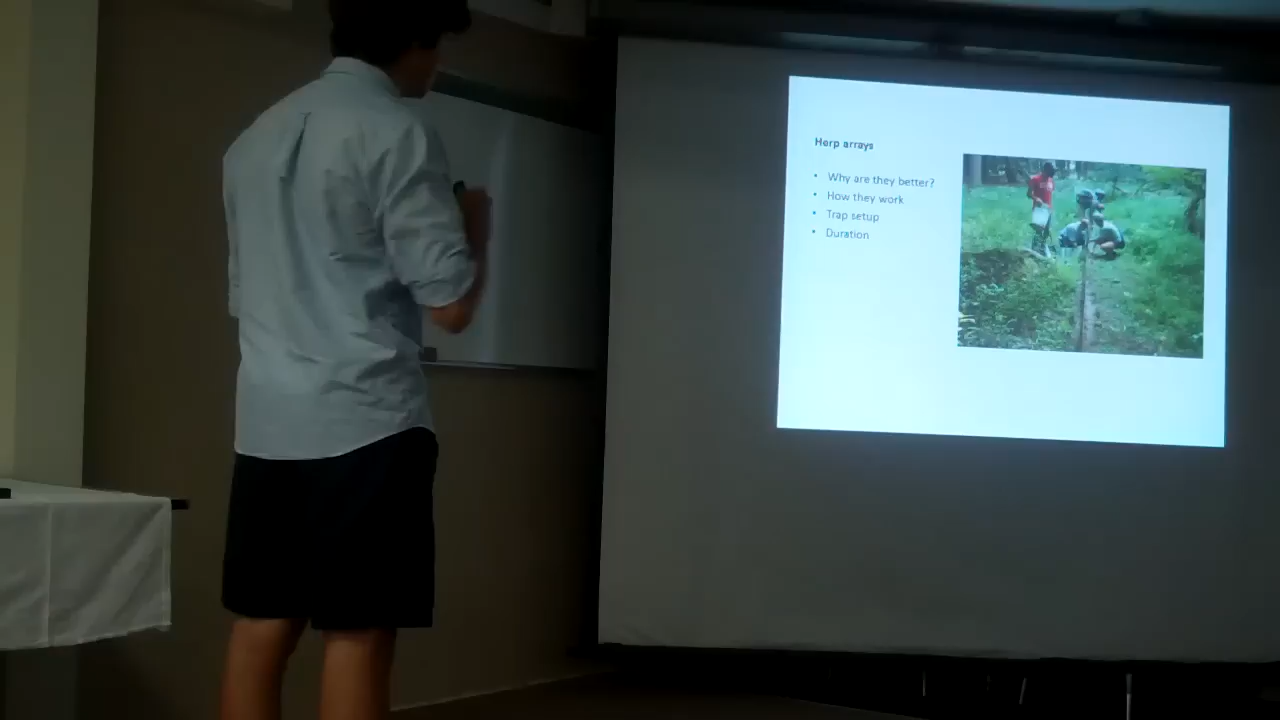 Herp arrays
• Why are they better?
• How they work
• Trap setup
• Duration